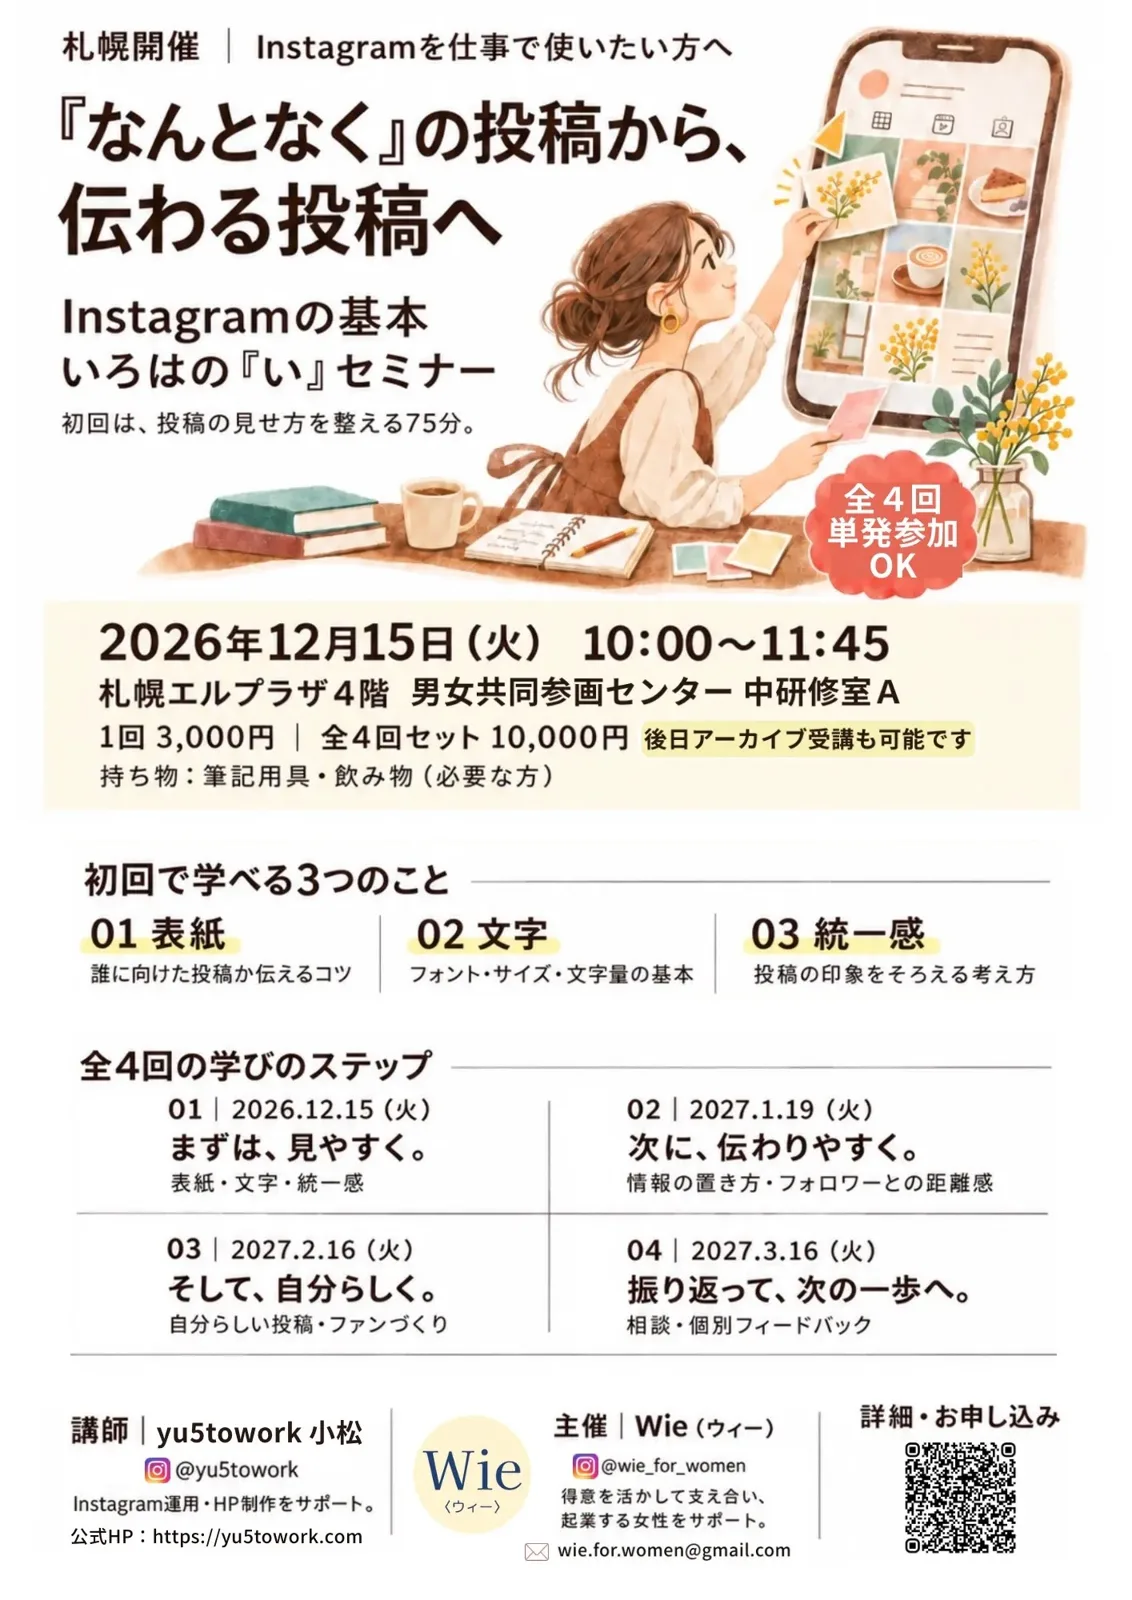 札幌開催 ｜ Instagramを仕事で使いたい方へ
『なんとなく』の投稿から、
伝わる投稿へ
Instagramの基本
いろはの『い』セミナー
初回は、投稿の見せ方を整える75分。
全4回
単発参加
OK
2026年12月15日（火） 10:00〜11:45
札幌エルプラザ4階 男女共同参画センター 中研修室A
1回 3,000円 ｜ 全4回セット 10,000円 後日アーカイブ受講も可能です
持ち物：筆記用具・飲み物（必要な方）
初回で学べる3つのこと
01 表紙
誰に向けた投稿か伝えるコツ
02 文字
フォント・サイズ・文字量の基本
03 統一感
投稿の印象をそろえる考え方
全4回の学びのステップ
01｜2026.12.15（火）
まずは、見やすく。
表紙・文字・統一感
02｜2027.1.19（火）
次に、伝わりやすく。
情報の置き方・フォロワーとの距離感
03｜2027.2.16（火）
そして、自分らしく。
自分らしい投稿・ファンづくり
04｜2027.3.16（火）
振り返って、次の一歩へ。
相談・個別フィードバック
講師｜yu5towork 小松
@yu5towork
Instagram運用・HP制作をサポート。
公式HP：https://yu5towork.com
Wie
〈ウィー〉
主催｜Wie（ウィー）
@wie_for_women
得意を活かして支え合い、
起業する女性をサポート。
wie.for.women@gmail.com
詳細・お申し込み